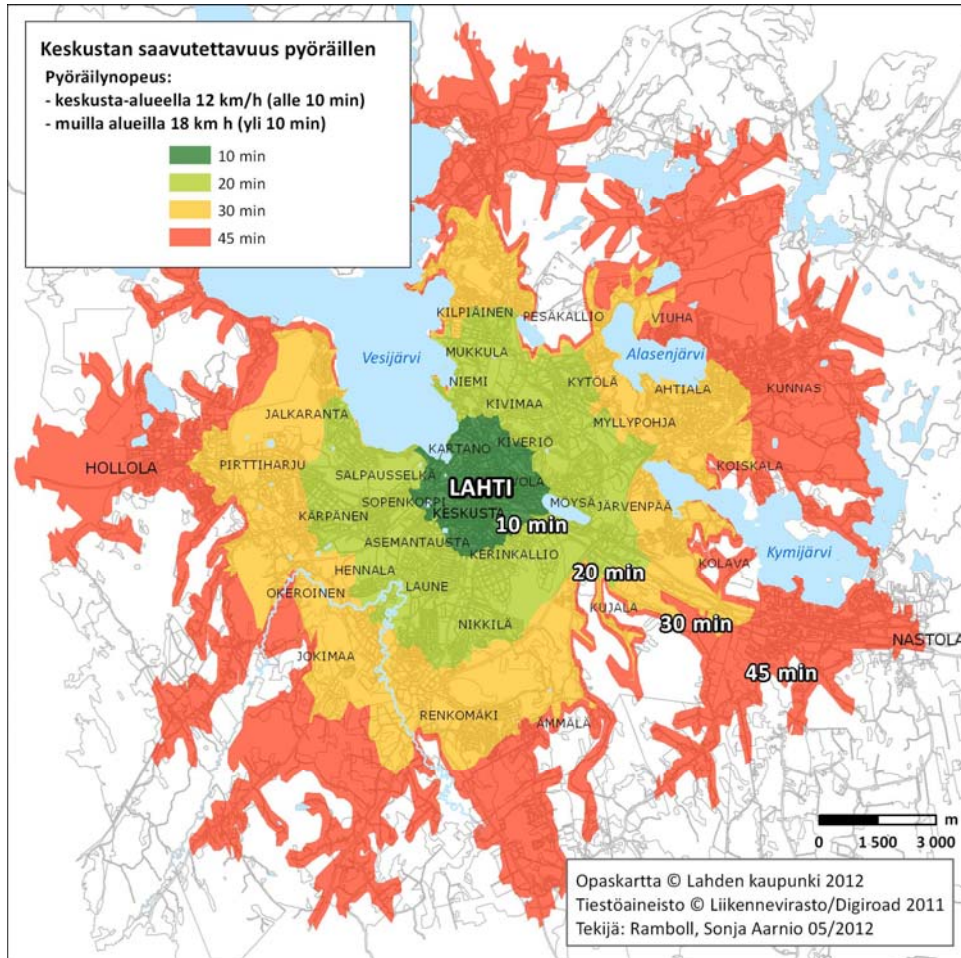 Keskustan saavutettavuus pyöräillen
Pyöräilynopeus:
- keskusta-alueella 12 km/h (alle 10 min)
- muilla alueilla 18 km h (yli 10 min)
10 min
20 min
30 min
45 min
KILPIÄINEN
PESÄKALLIO
VIUHA
Vesijärvi
MUKKULA
Alasenjärvi
NIEMI
KYTÖLÄ
AHTIALA
KUNNAS
KIVIMAA
JALKARANTA
MYLLYPOHJA
KARTANO
KIVERIÖ
HOLLOLA
PIRTTIHARJU
KOISKALA
SALPAUSSELKÄ
LAHTI
SOPENKORPI
MÖYSÄ
JÄRVENPÄÄ
KÄRPÄNEN
KESKUSTA
10 min
ASEMANTAUSTA
KERINKALLIO
Kymijärvi
KOLAVA
HENNALA
20 min
LAUNE
OKEROINEN
KUJALA
NIKKILÄ
30 min
NASTOLA
JOKIMAA
45 min
RENKOMÄKI
ÄMMÄLÄ
m
0 1 500 3 000
Opaskartta © Lahden kaupunki 2012
Tiestöaineisto © Liikennevirasto/Digiroad 2011
Tekijä: Ramboll, Sonja Aarnio 05/2012